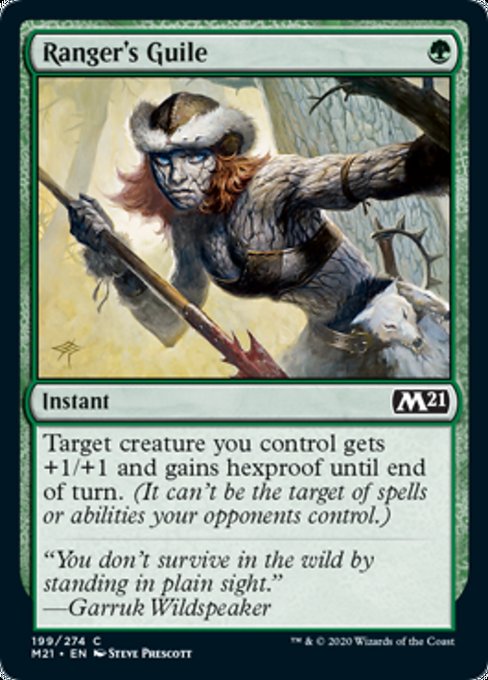 Ranger's Guile
Instant
M21
Target creature you control gets
+1/+1 and gains hexproof until end
of turn. (It can't be the target of spells
or abilities your opponents control.)
"You don't survive in the wild by
standing in plain sight."
—Garruk Wildspeaker
199/274 C
M21 • EN Steve Prescott
™ & © 2020 Wizards of the Coast